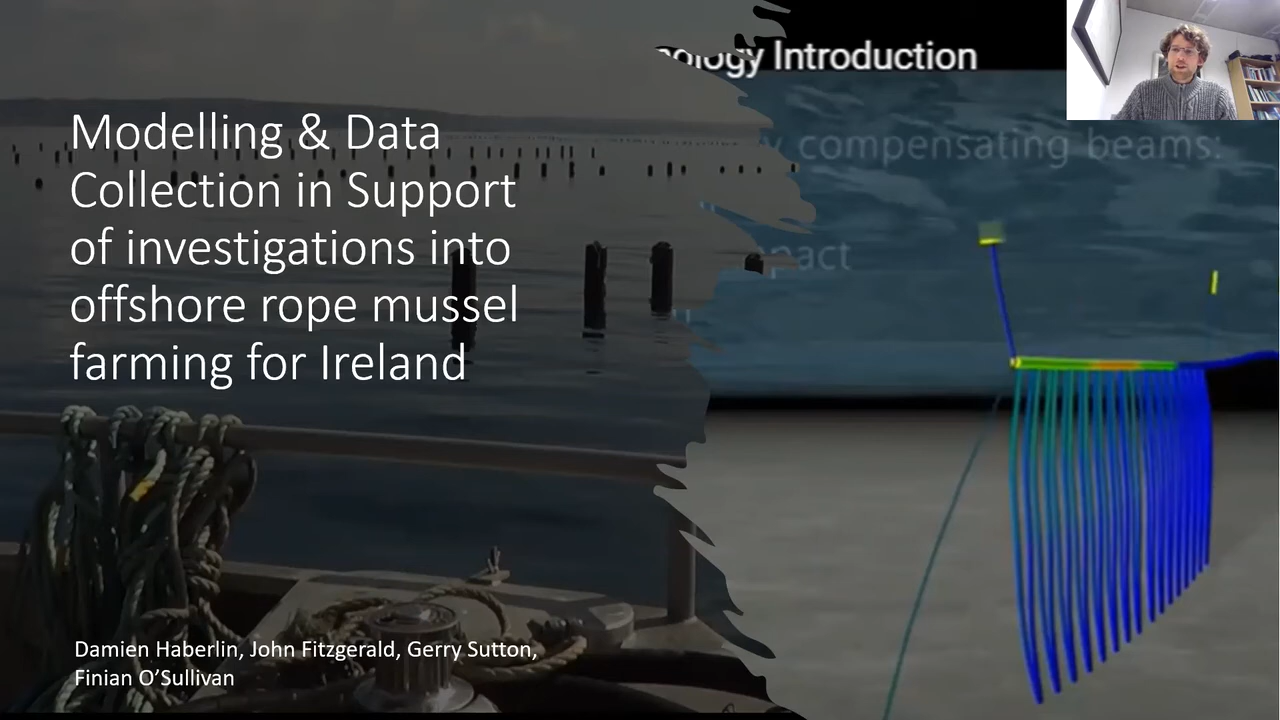 Modelling & Data
Collection in Support
of investigations into
offshore rope mussel
farming for Ireland
Damien Haberlin, John Fitzgerald, Gerry Sutton,
Finian O'Sullivan
Introduction
compensating beams: